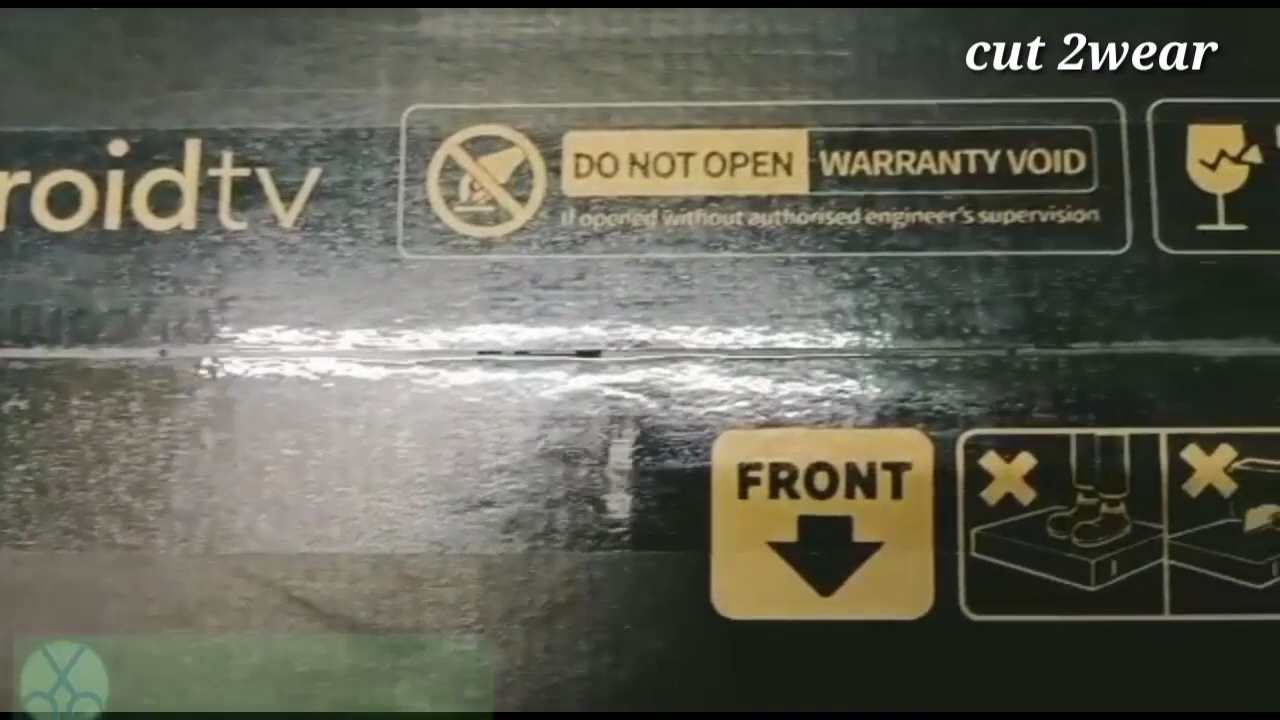 cut 2wear
roidtv
DO NOT OPEN WARRANTY VOID
If opened without authorised engineer's supervision
FRONT